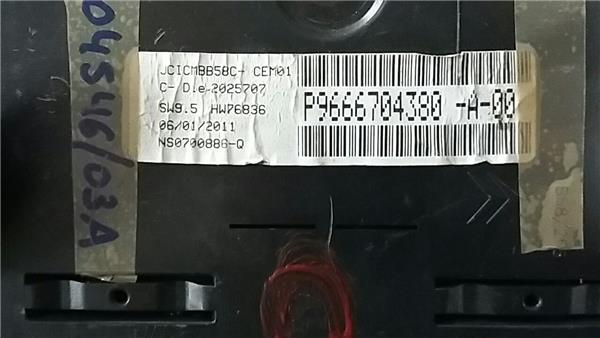 JCICMBB58C- CEM01
C- D.e-2025707
SW9.5 HW76836
06/01/2011
NS0700886-Q
P9666704380 -A-00
04546/03A